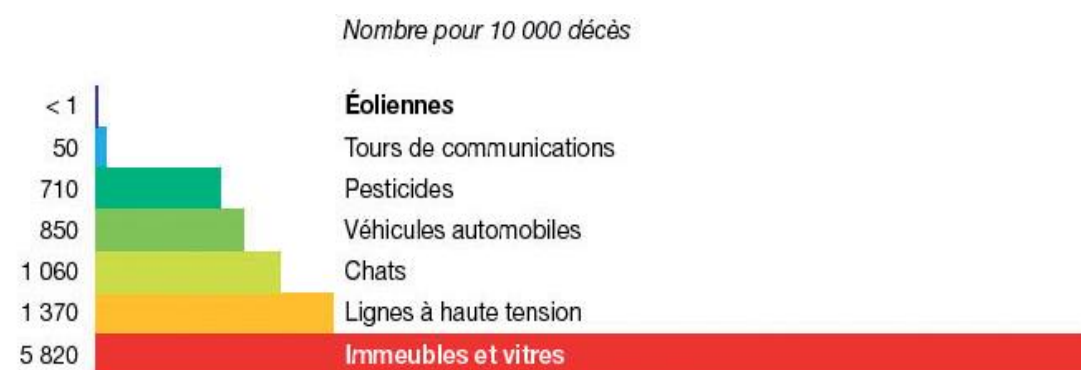 Nombre pour 10 000 décès
< 1 Éoliennes
50 Tours de communications
710 Pesticides
850 Véhicules automobiles
1 060 Chats
1 370 Lignes à haute tension
5 820 Immeubles et vitres